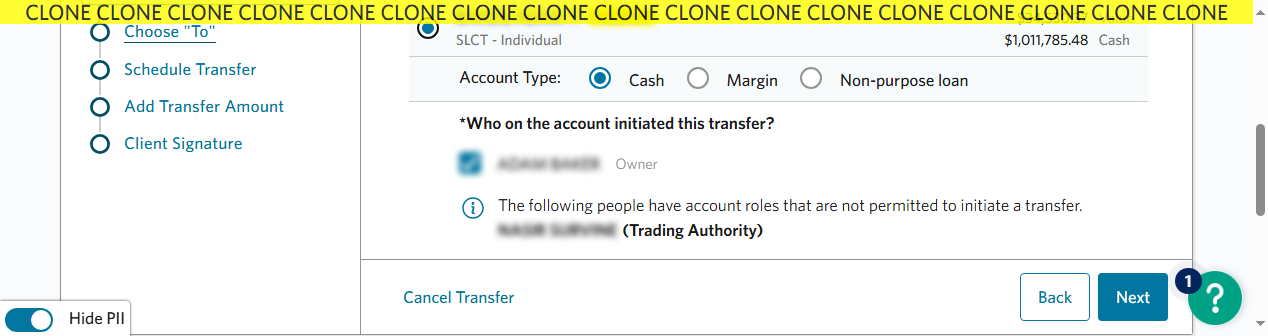 CLONE CLONE CLONE CLONE CLONE CLONE CLONE CLONE CLONE CLONE CLONE CLONE CLONE CLONE CLONE CLONE CLONE
Choose "To"
Schedule Transfer
Add Transfer Amount
Client Signature
SLCT - Individual
$1,011,785.48 Cash
Account Type: Cash Margin Non-purpose loan
*Who on the account initiated this transfer?
Owner
The following people have account roles that are not permitted to initiate a transfer.
(Trading Authority)
Cancel Transfer
Back
Next
1
?
Hide PII